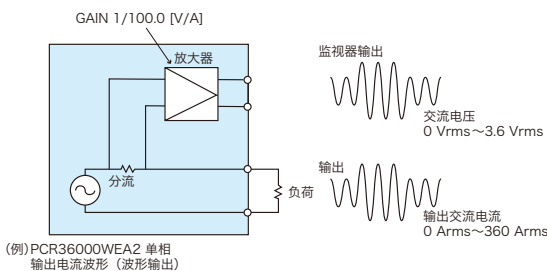 GAIN 1/100.0 [V/A]
放大器
监视器输出
交流电压
0 Vrms～3.6 Vrms
分流
负荷
输出
输出交流电流
0 Arms～360 Arms
(例)PCR36000WEA2 单相
输出电流波形（波形输出）